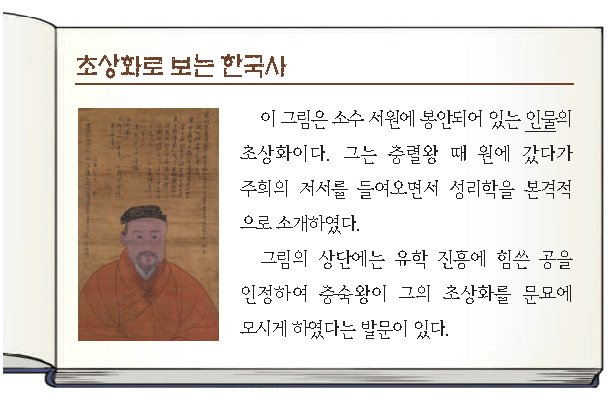 초상화로 보는 한국사
이 그림은 소수 서원에 봉안되어 있는 인물의
초상화이다. 그는 충렬왕 때 원에 갔다가
주희의 저서를 들여오면서 성리학을 본격적
으로 소개하였다.
그림의 상단에는 유학 진흥에 힘쓴 공을
인정하여 충숙왕이 그의 초상화를 문묘에
모시게 하였다는 발문이 있다.